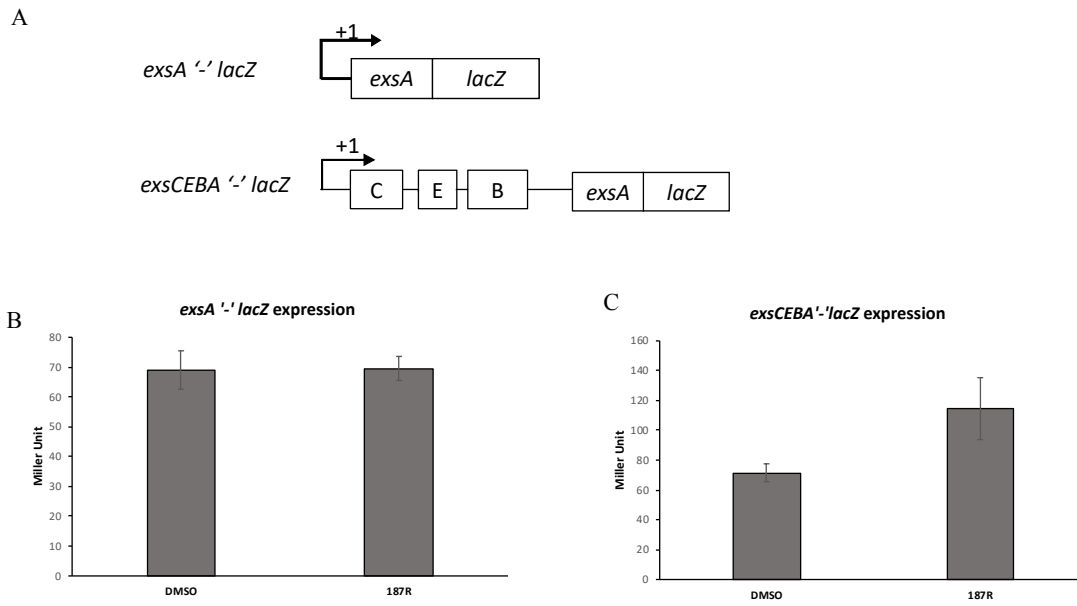 A
+1
exsA ‘-’ lacZ
exsA lacZ
+1
exsCEBA ‘-’ lacZ
C E B exsA lacZ
B
exsA '-' lacZ expression
80
70
60
50
40
30
20
10
0
Miller Unit
DMSO 187R
C
exsCEBA'-'lacZ expression
160
140
120
100
80
60
40
20
0
Miller Unit
DMSO 187R